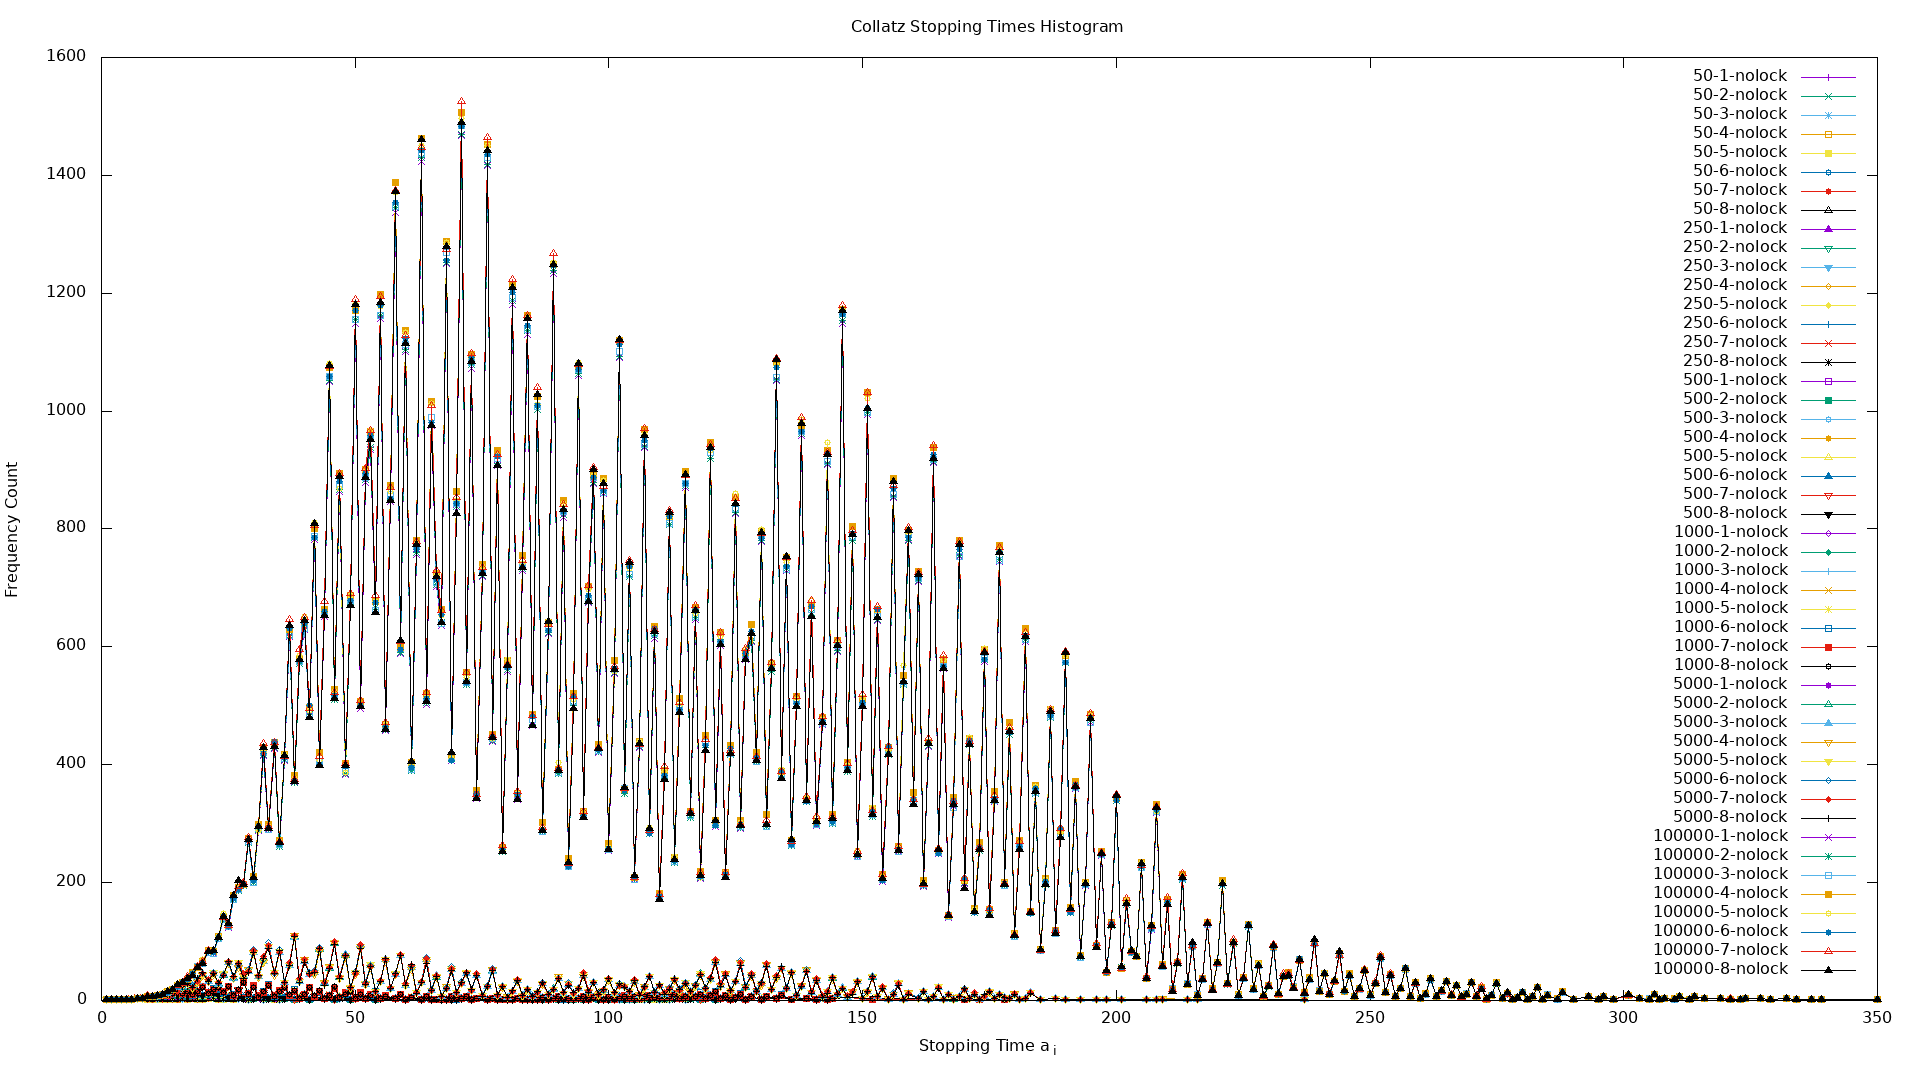 Collatz Stopping Times Histogram
1600
1400
1200
1000
800
600
400
200
0
Frequency Count
0 50 100 150 200 250 300 350
Stopping Time a i
50-1-nolock
50-2-nolock
50-3-nolock
50-4-nolock
50-5-nolock
50-6-nolock
50-7-nolock
50-8-nolock
250-1-nolock
250-2-nolock
250-3-nolock
250-4-nolock
250-5-nolock
250-6-nolock
250-7-nolock
250-8-nolock
500-1-nolock
500-2-nolock
500-3-nolock
500-4-nolock
500-5-nolock
500-6-nolock
500-7-nolock
500-8-nolock
1000-1-nolock
1000-2-nolock
1000-3-nolock
1000-4-nolock
1000-5-nolock
1000-6-nolock
1000-7-nolock
1000-8-nolock
5000-1-nolock
5000-2-nolock
5000-3-nolock
5000-4-nolock
5000-5-nolock
5000-6-nolock
5000-7-nolock
5000-8-nolock
100000-1-nolock
100000-2-nolock
100000-3-nolock
100000-4-nolock
100000-5-nolock
100000-6-nolock
100000-7-nolock
100000-8-nolock